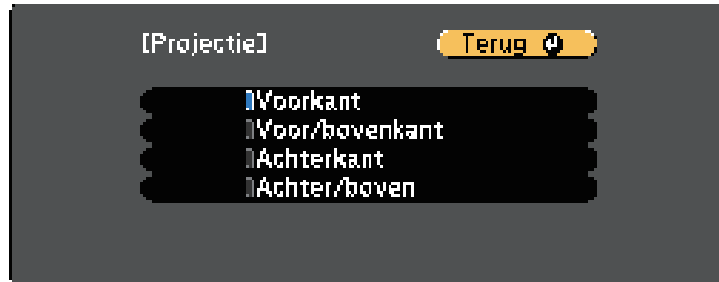 [Projectie] Terug
Voorkant
Voor/bovenkant
Achterkant
Achter/boven